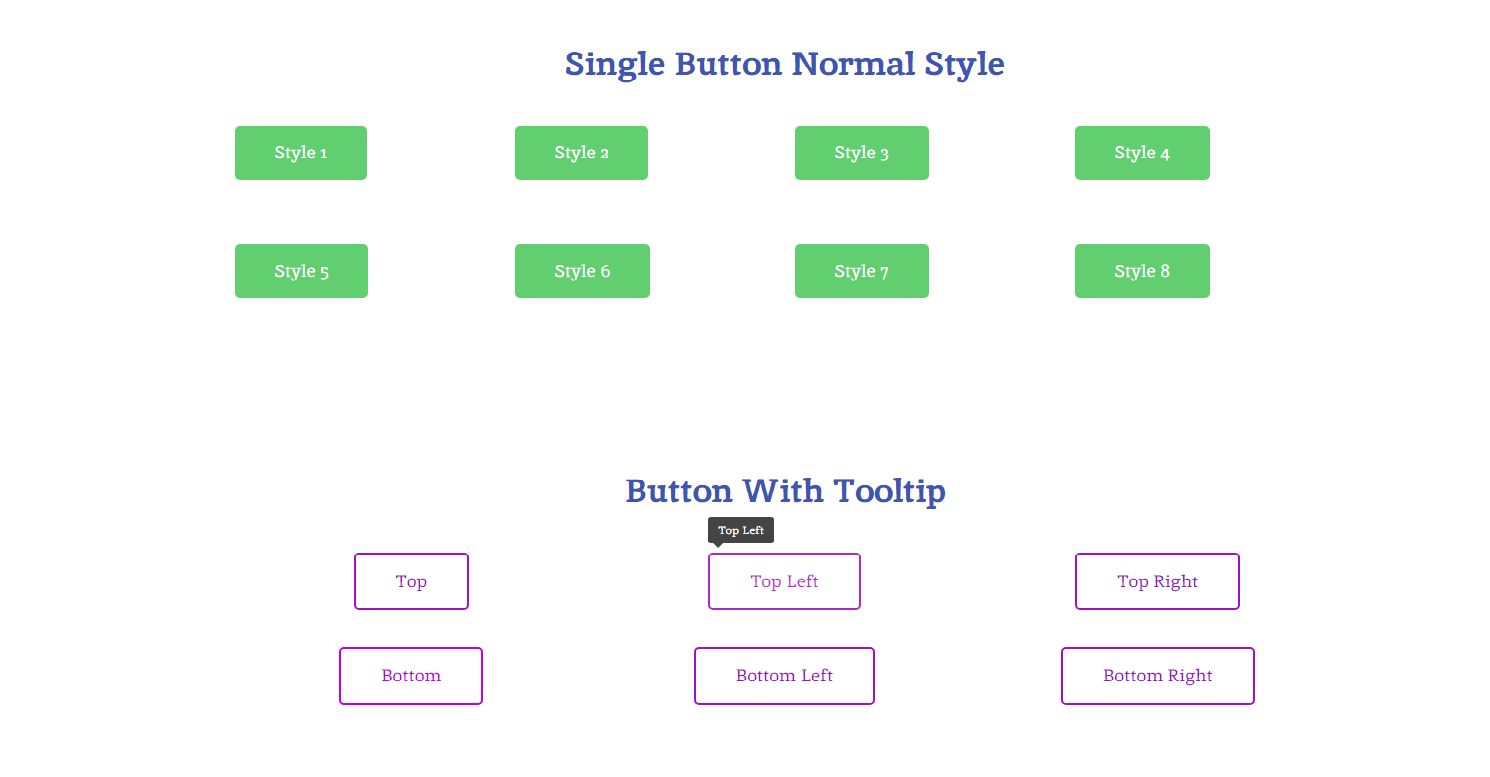 Single Button Normal Style
Style 1 Style 2 Style 3 Style 4
Style 5 Style 6 Style 7 Style 8
Button With Tooltip
Top Left
Top Top Left Top Right
Bottom Bottom Left Bottom Right